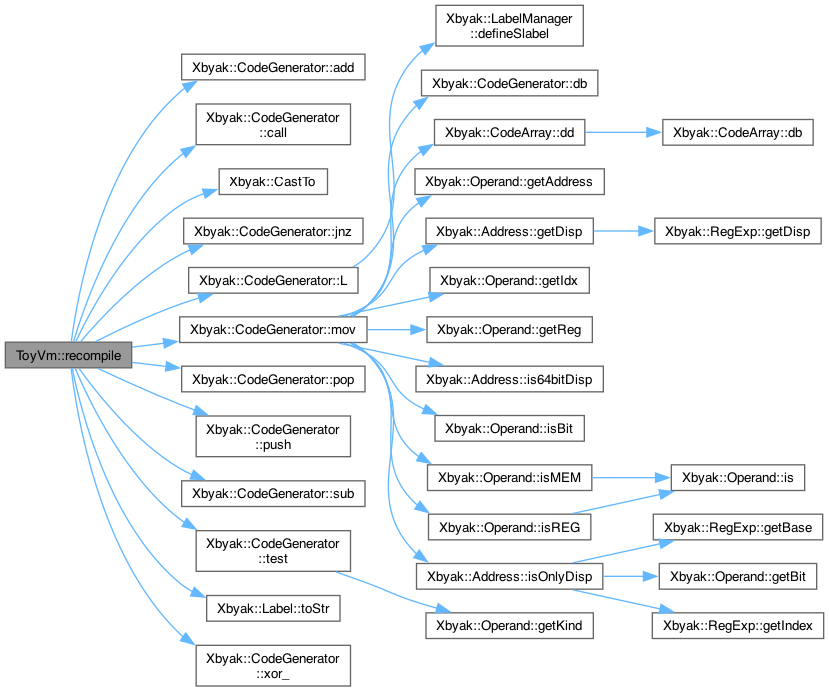 ToyVm::recompile
Xbyak::CodeGenerator::add
Xbyak::CodeGenerator
::call
Xbyak::CastTo
Xbyak::CodeGenerator::jnz
Xbyak::CodeGenerator::L
Xbyak::CodeGenerator::mov
Xbyak::CodeGenerator::pop
Xbyak::CodeGenerator
::push
Xbyak::CodeGenerator::sub
Xbyak::CodeGenerator
::test
Xbyak::Label::toStr
Xbyak::CodeGenerator
::xor_
Xbyak::LabelManager
::defineSlabel
Xbyak::CodeGenerator::db
Xbyak::CodeArray::dd
Xbyak::Operand::getAddress
Xbyak::Address::getDisp
Xbyak::Operand::getIdx
Xbyak::Operand::getReg
Xbyak::Address::is64bitDisp
Xbyak::Operand::isBit
Xbyak::Operand::isMEM
Xbyak::Operand::isREG
Xbyak::Address::isOnlyDisp
Xbyak::Operand::getKind
Xbyak::CodeArray::db
Xbyak::RegExp::getDisp
Xbyak::Operand::is
Xbyak::RegExp::getBase
Xbyak::Operand::getBit
Xbyak::RegExp::getIndex